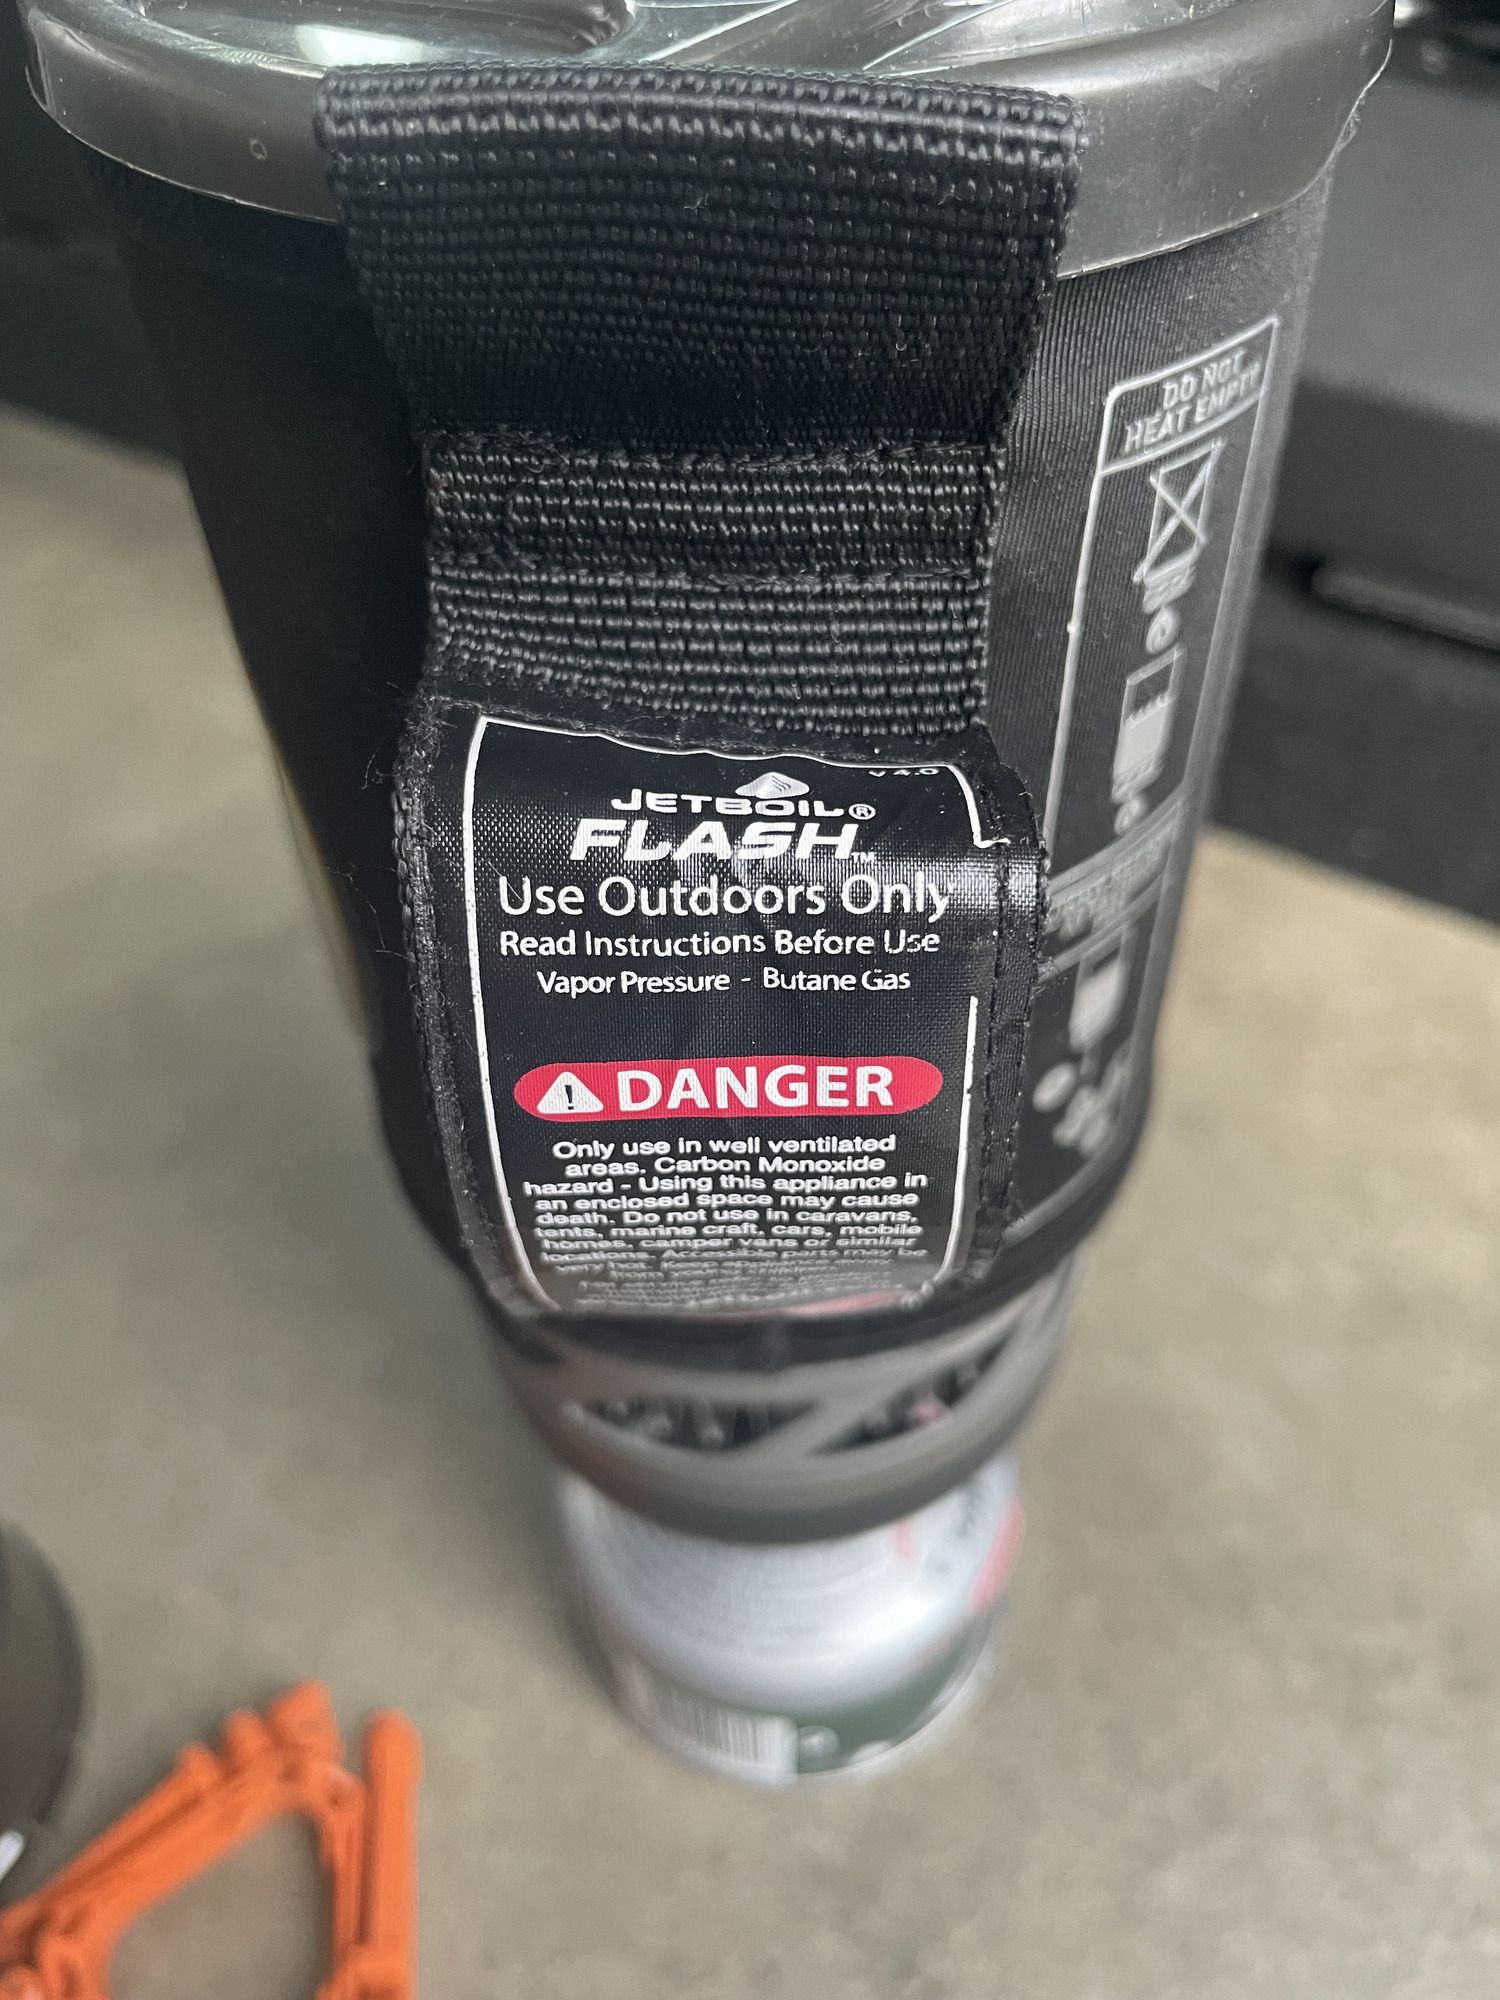 v 4.0
JETBOIL®
FLASH™
Use Outdoors Only
Read Instructions Before Use
Vapor Pressure - Butane Gas
DANGER
Only use in well ventilated
areas. Carbon Monoxide
hazard - Using this appliance in
an enclosed space may cause
death. Do not use in caravans,
tents, marine craft, cars, mobile
homes, camper vans or similar
locations. Accessible parts may be
DO NOT
HEAT EMPTY